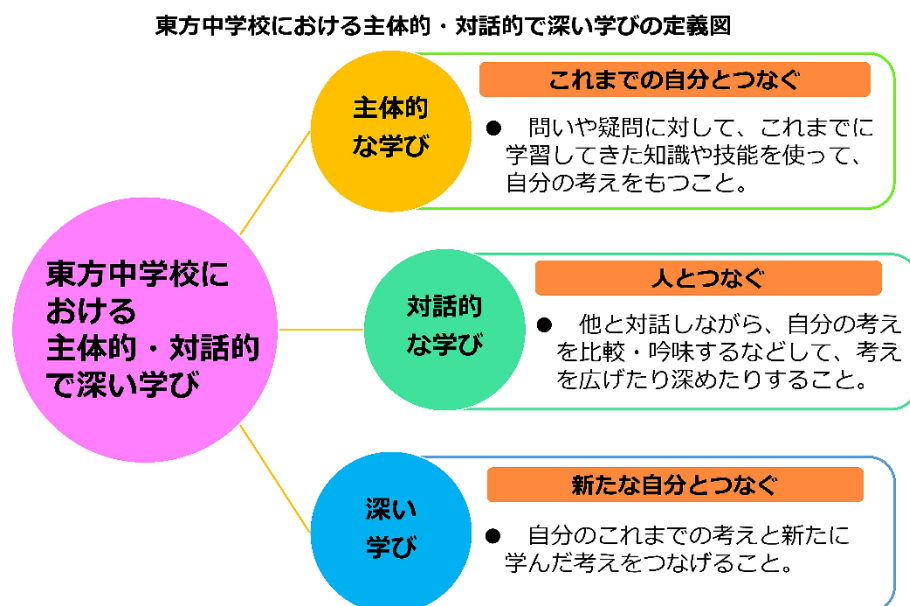 東方中学校における主体的・対話的で深い学びの定義図
東方中学校に
おける
主体的・対話的
で深い学び
主体的
な学び
これまでの自分とつなぐ
● 問いや疑問に対して、これまでに
学習してきた知識や技能を使って、
自分の考えをもつこと。
対話的
な学び
人とつなぐ
● 他と対話しながら、自分の考え
を比較・吟味するなどして、考え
を広げたり深めたりすること。
深い
学び
新たな自分とつなぐ
● 自分のこれまでの考えと新たに
学んだ考えをつなげること。